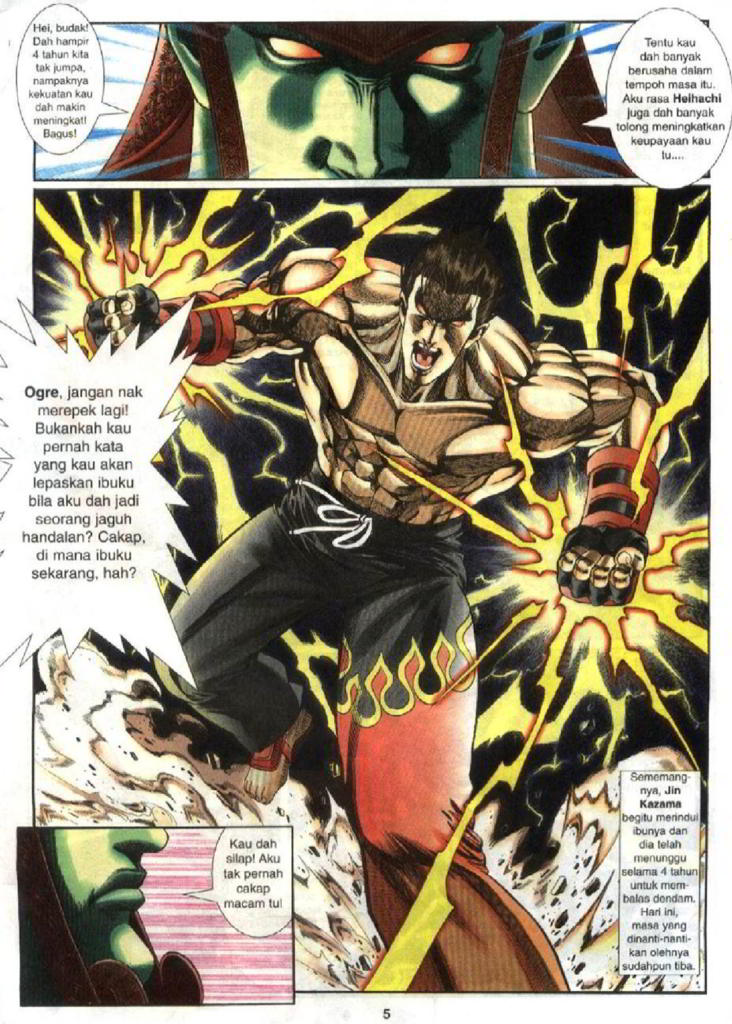 Hei, budak!
Dah hampir
4 tahun kita
tak jumpa,
nampaknya
kekuatan kau
dah makin
meningkat!
Bagus!
Tentu kau
dah banyak
berusaha dalam
tempoh masa itu.
Aku rasa Heihachi
juga dah banyak
tolong meningkatkan
keupayaan kau
tu....
Ogre, jangan nak
merepek lagi!
Bukankah kau
pernah kata
yang kau akan
lepaskan ibuku
bila aku dah jadi
seorang jaguh
handalan? Cakap,
di mana ibuku
sekarang, hah?
Sememang-
nya, Jin
Kazama
begitu merindui
ibunya dan
dia telah
menunggu
selama 4 tahun
untuk mem-
balas dendam.
Hari ini,
masa yang
dinanti-nanti-
kan olehnya
sudahpun tiba.
Kau dah
silap! Aku
tak pernah
cakap
macam tu!
5